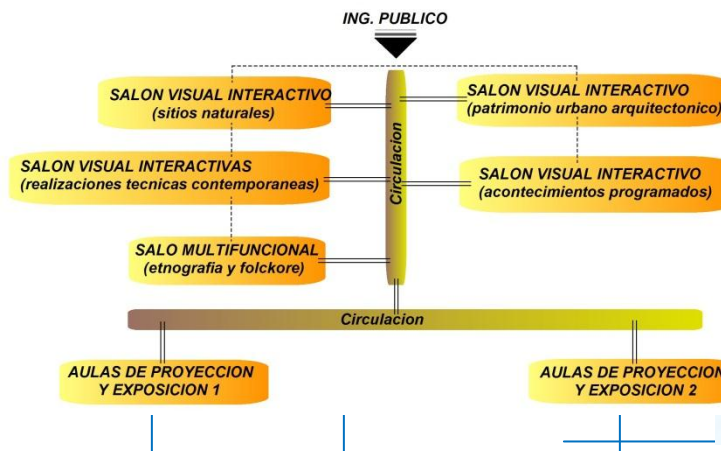 ING. PUBLICO
SALON VISUAL INTERACTIVO
(sitios naturales)
SALON VISUAL INTERACTIVO
(patrimonio urbano arquitectonico)
SALON VISUAL INTERACTIVAS
(realizaciones tecnicas contemporaneas)
SALON VISUAL INTERACTIVO
(acontecimientos programados)
Circulacion
SALO MULTIFUNCIONAL
(etnografia y folckore)
Circulacion
AULAS DE PROYECCION
Y EXPOSICION 1
AULAS DE PROYECCION
Y EXPOSICION 2